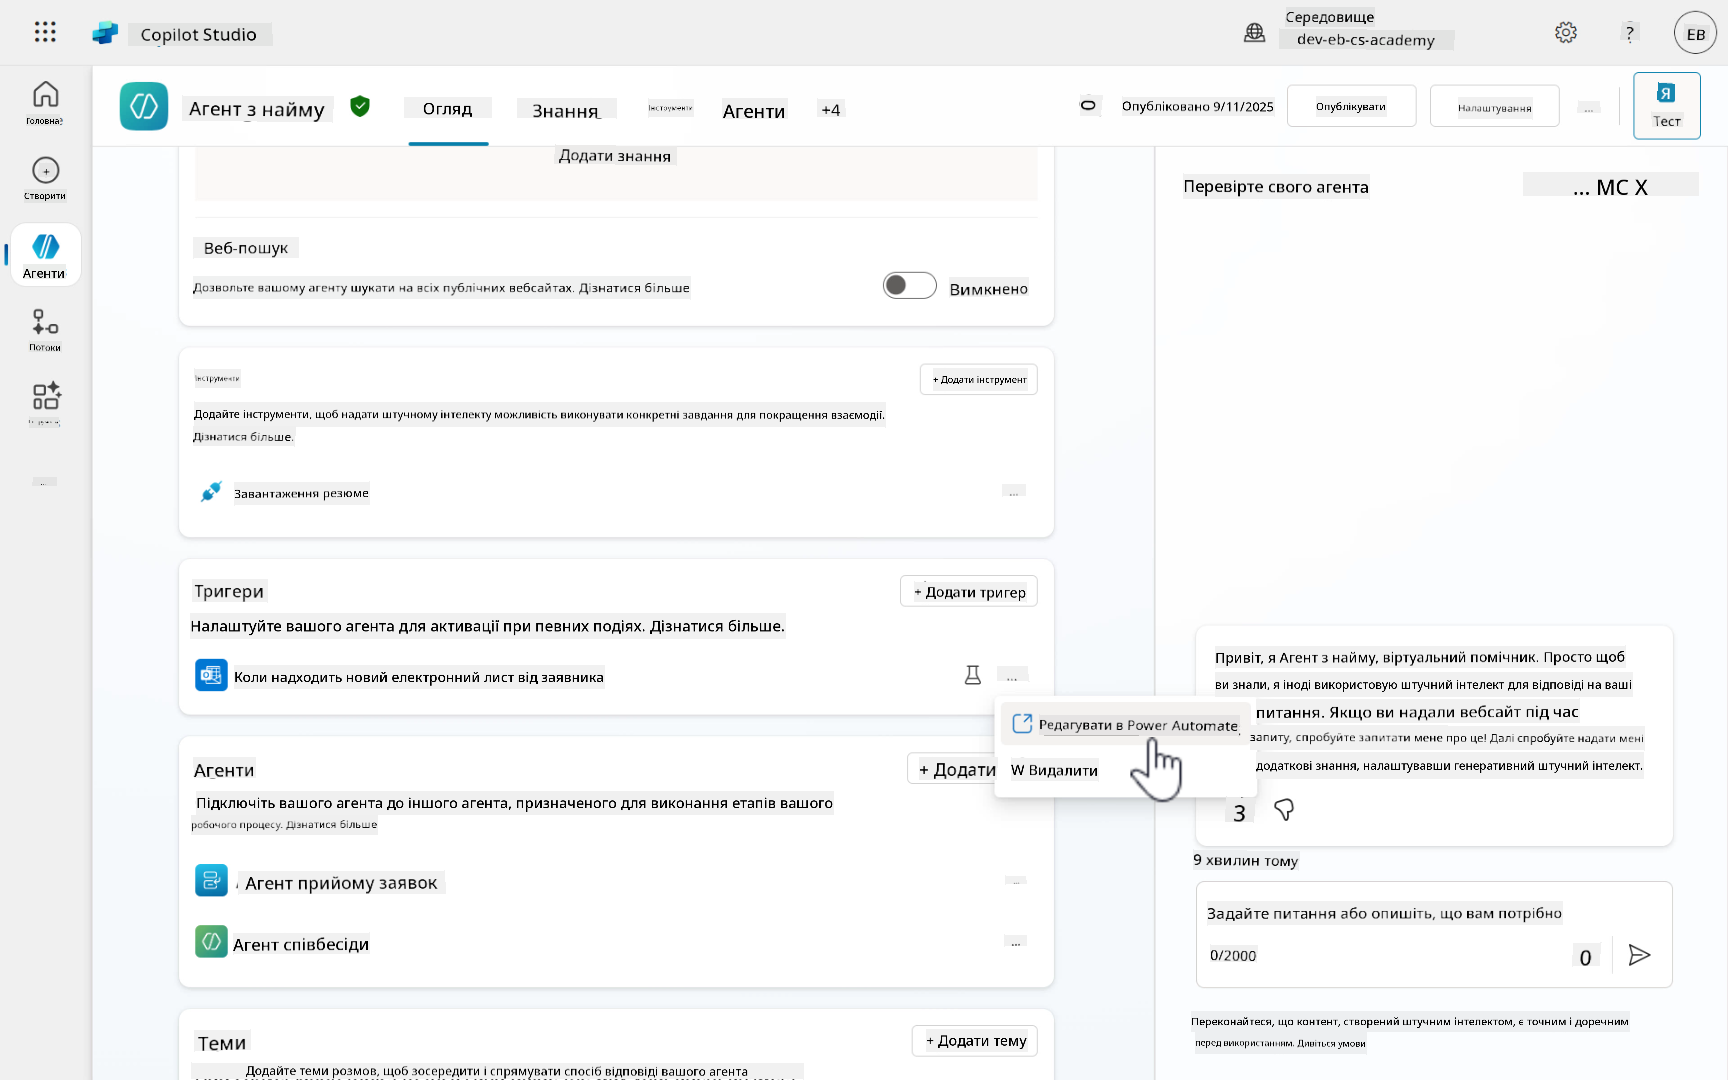 Copilot Studio
Середовище
dev-eb-cs-academy
?
EB
Головна?
Створити
Агенти
Потоки
...
Агент з найму
Огляд
Знання
Інструменти
Агенти
+4
Опубліковано 9/11/2025
Опублікувати
Налаштування
...
Я
Тест
Додати знання
Веб-пошук
Дозвольте вашому агенту шукати на всіх публічних вебсайтах. Дізнатися більше
Вимкнено
Інструменти
+ Додати інструмент
Додайте інструменти, щоб надати штучному інтелекту можливість виконувати конкретні завдання для покращення взаємодії.
Дізнатися більше.
Завантаження резюме
...
Тригери
+ Додати тригер
Налаштуйте вашого агента для активації при певних подіях. Дізнатися більше.
Коли надходить новий електронний лист від заявника
...
Редагувати в Power Automate
W Видалити
Агенти
+ Додати
Підключіть вашого агента до іншого агента, призначеного для виконання етапів вашого
робочого процесу. Дізнатися більше
Агент прийому заявок
...
Агент співбесіди
...
Теми
+ Додати тему
Додайте теми розмов, щоб зосередити і спрямувати спосіб відповіді вашого агента
Перевірте свого агента
... МС X
Привіт, я Агент з найму, віртуальний помічник. Просто щоб
ви знали, я іноді використовую штучний інтелект для відповіді на ваші
питання. Якщо ви надали вебсайт під час
запиту, спробуйте запитати мене про це! Далі спробуйте надати мені
додаткові знання, налаштувавши генеративний штучний інтелект.
3
9 хвилин тому
Задайте питання або опишіть, що вам потрібно
0/2000
0
Переконайтеся, що контент, створений штучним інтелектом, є точним і доречним
перед використанням. Дивіться умови